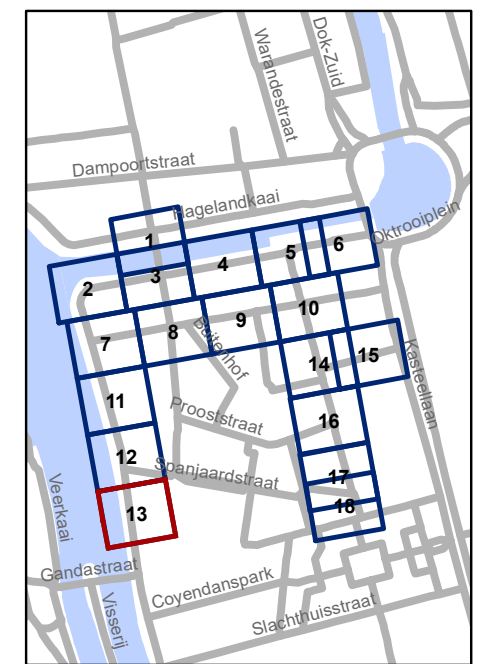 Warandestraat
Dok-Zuid
Dampoortstraat
Hagelandkaai
Oktrooiplein
1
2
3
4
5
6
7
8
9
10
Buitenhof
11
14
15
Kasteellaan
Prooststraat
16
12
Spanjaardstraat
17
13
18
Veerkaai
Gandastraat
Visserij
Coyendanspark
Slachthuisstraat